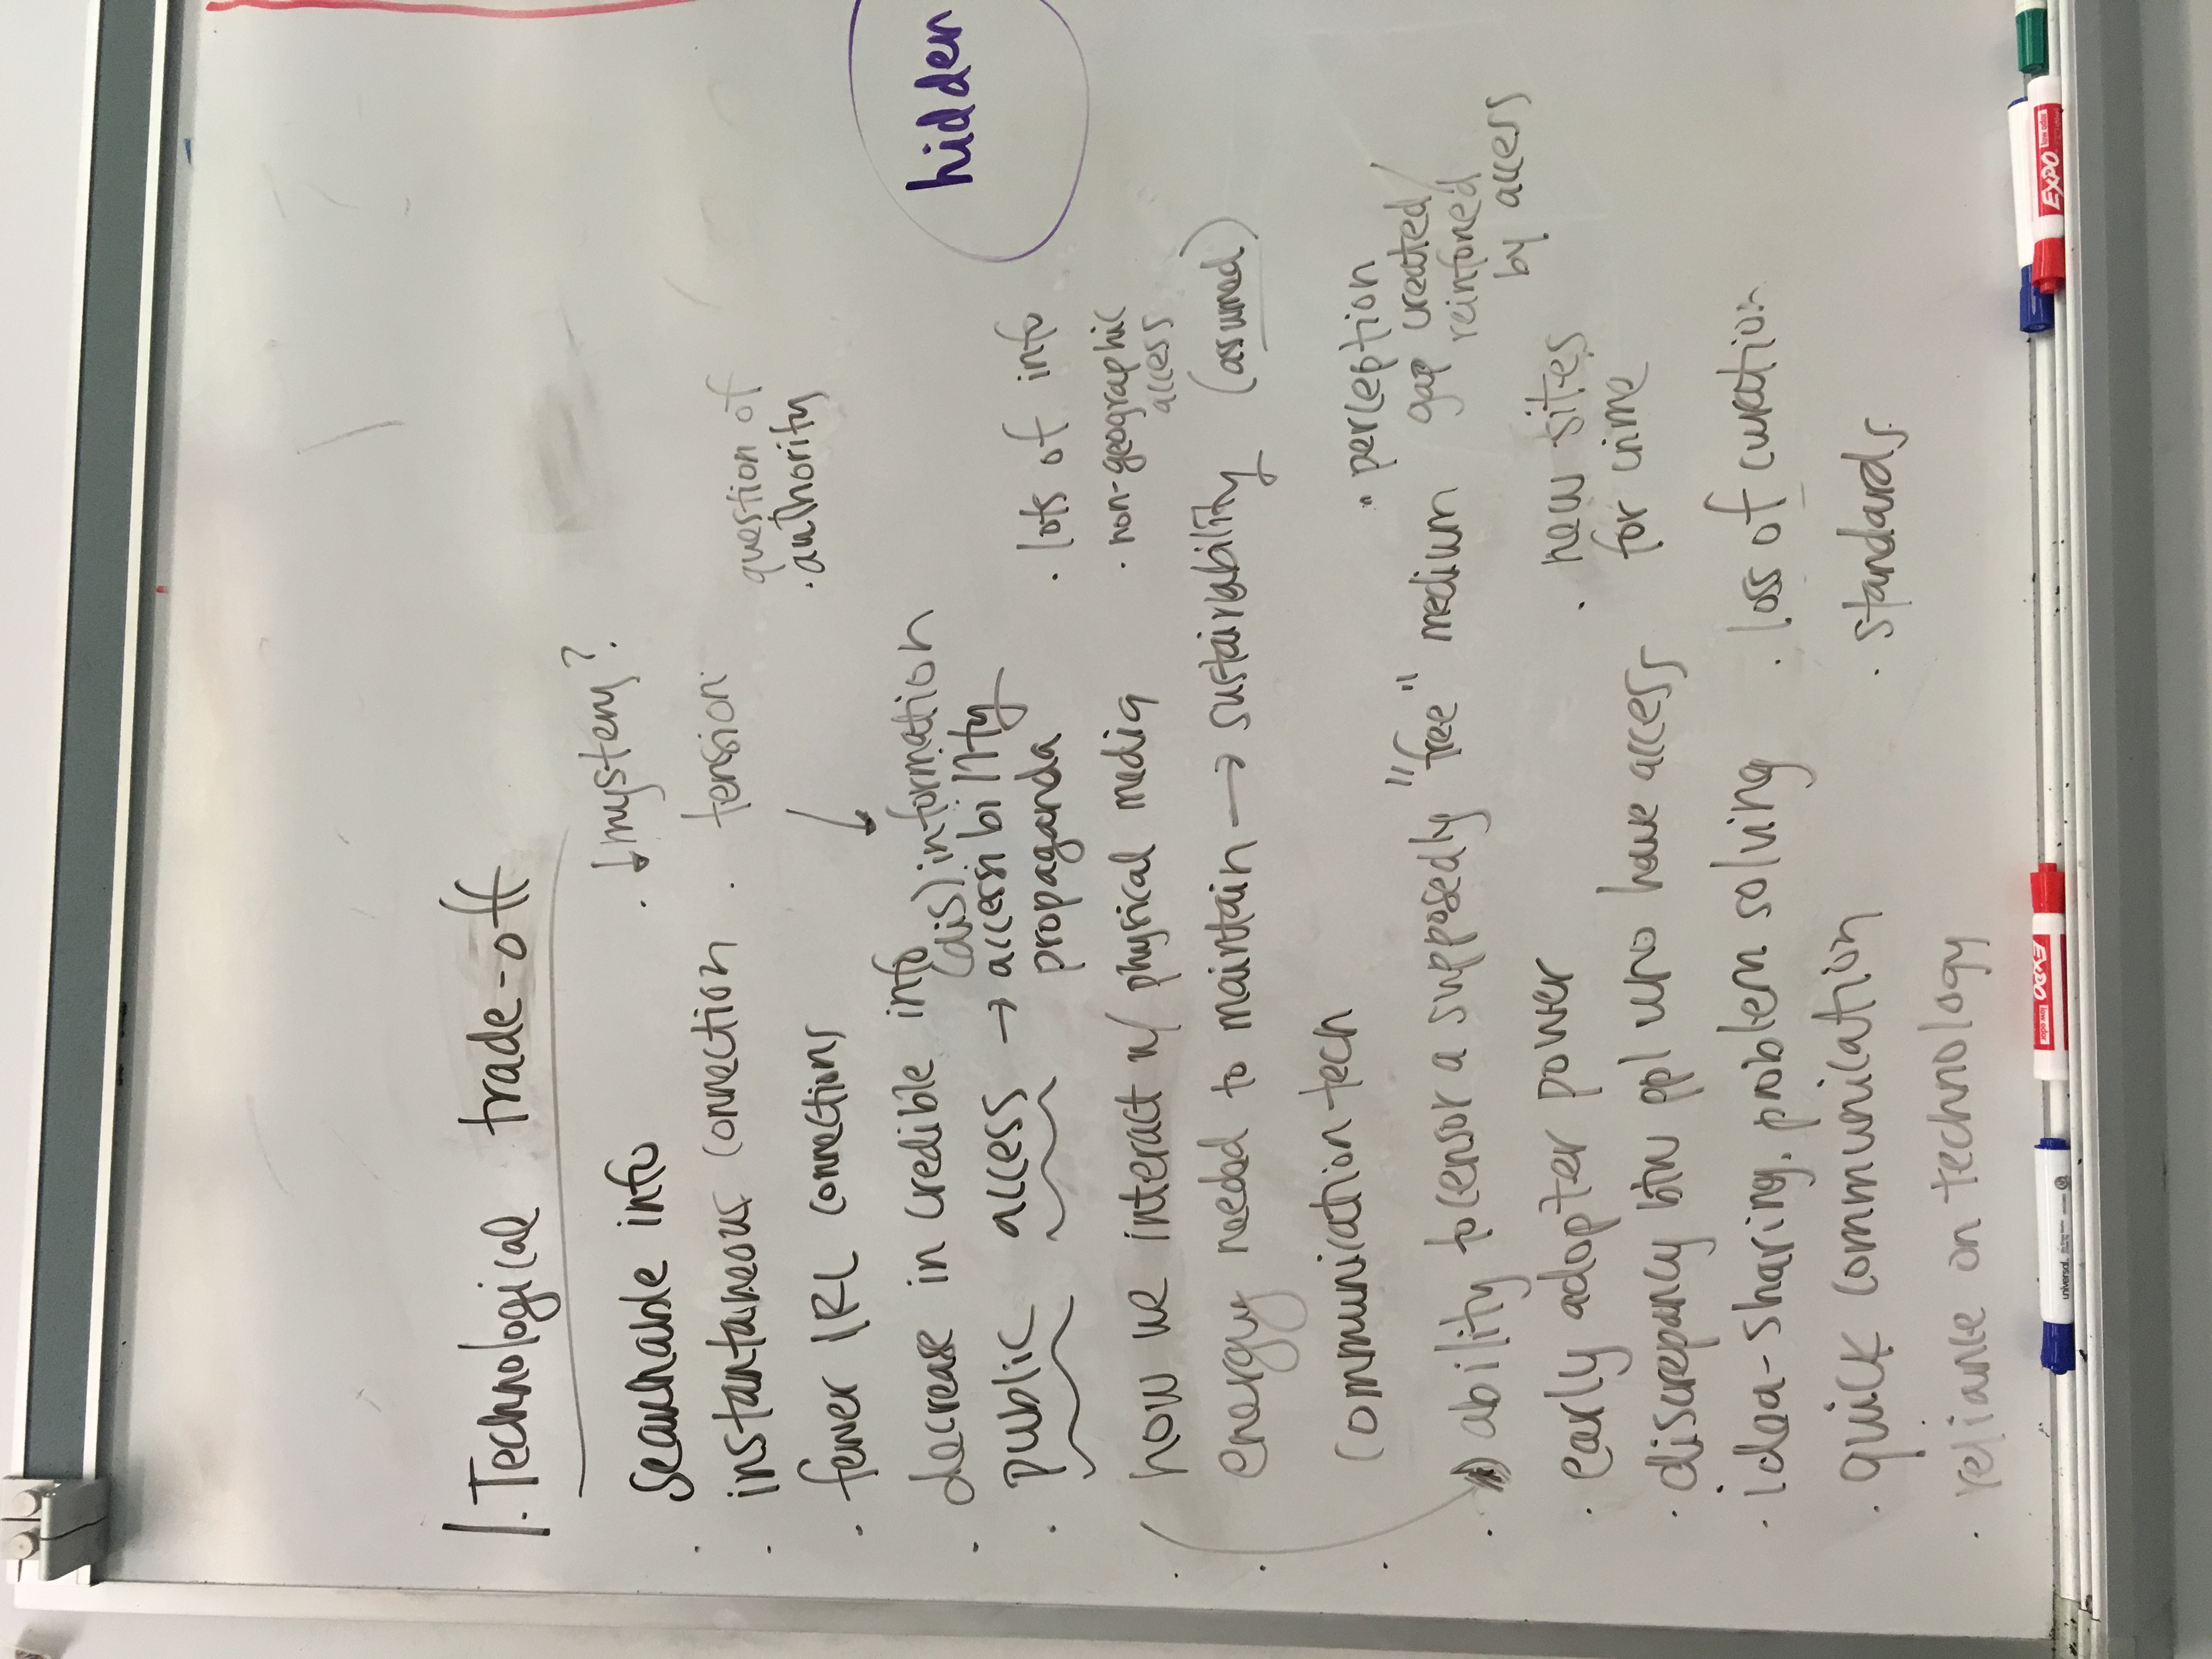 1. Technological trade-off
· searchable info
· ↓ mystery?
· instantaneous connection
· tension
question of
· authority
· fewer IRL connections
· decrease in credible info
(dis)information
· public access → accessibility
propaganda
hidden
· lots of info
· how we interact w/ physical media
· non-geographic
access
· energy needed to maintain → sustainability (assumed)
· communication tech
· perception
gap created/
reinforced
by access
· ability to censor a supposedly "free" medium
· early adopter power
· new sites
for crime
· discrepancy btw ppl who have access
· idea-sharing, problem solving
· loss of curation
· quick communication
· standards
· reliance on technology
universal.
EXPO
low odor
EXPO
low odor